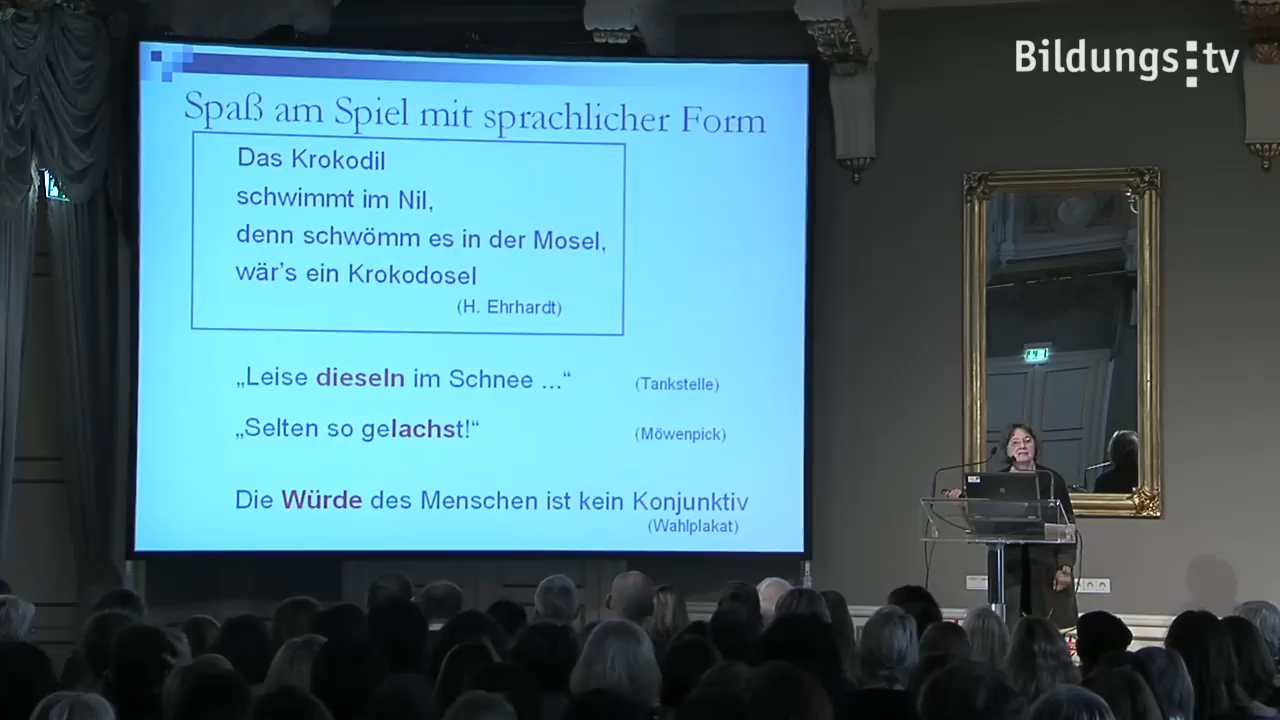 Bildungs:tv
Spaß am Spiel mit sprachlicher Form
Das Krokodil
schwimmt im Nil,
denn schwömm es in der Mosel,
wär's ein Krokodosel
(H. Ehrhardt)
„Leise dieseln im Schnee ...“ (Tankstelle)
„Selten so gelachst!“ (Möwenpick)
Die Würde des Menschen ist kein Konjunktiv
(Wahlplakat)